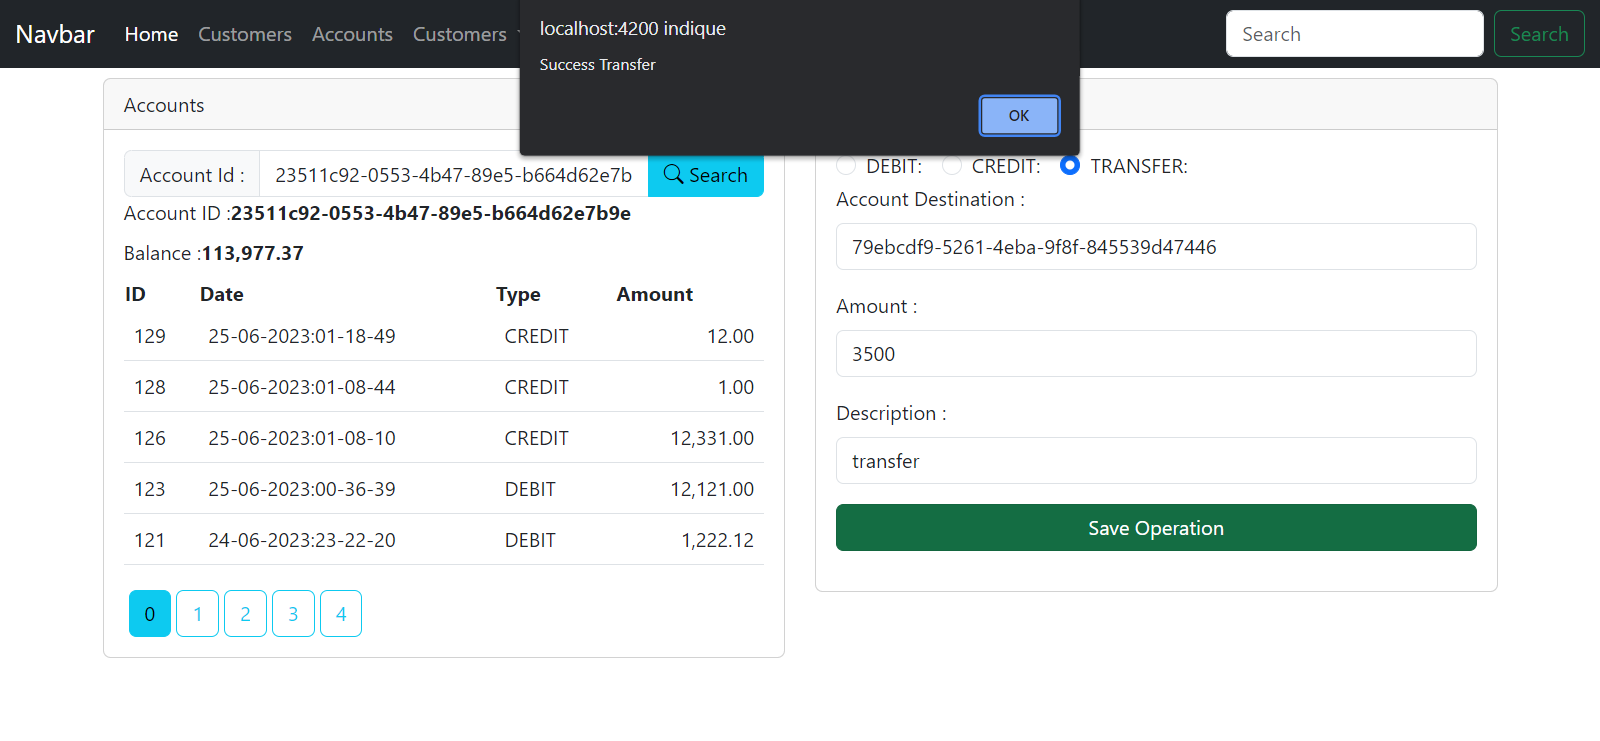 Navbar Home Customers Accounts Customers Search Search
localhost:4200 indique
Success Transfer
OK
Accounts
Account Id : 23511c92-0553-4b47-89e5-b664d62e7b Search
Account ID :23511c92-0553-4b47-89e5-b664d62e7b9e
Balance :113,977.37
ID Date Type Amount
129 25-06-2023:01-18-49 CREDIT 12.00
128 25-06-2023:01-08-44 CREDIT 1.00
126 25-06-2023:01-08-10 CREDIT 12,331.00
123 25-06-2023:00-36-39 DEBIT 12,121.00
121 24-06-2023:23-22-20 DEBIT 1,222.12
0 1 2 3 4
DEBIT: CREDIT: TRANSFER:
Account Destination :
79ebcdf9-5261-4eba-9f8f-845539d47446
Amount :
3500
Description :
transfer
Save Operation